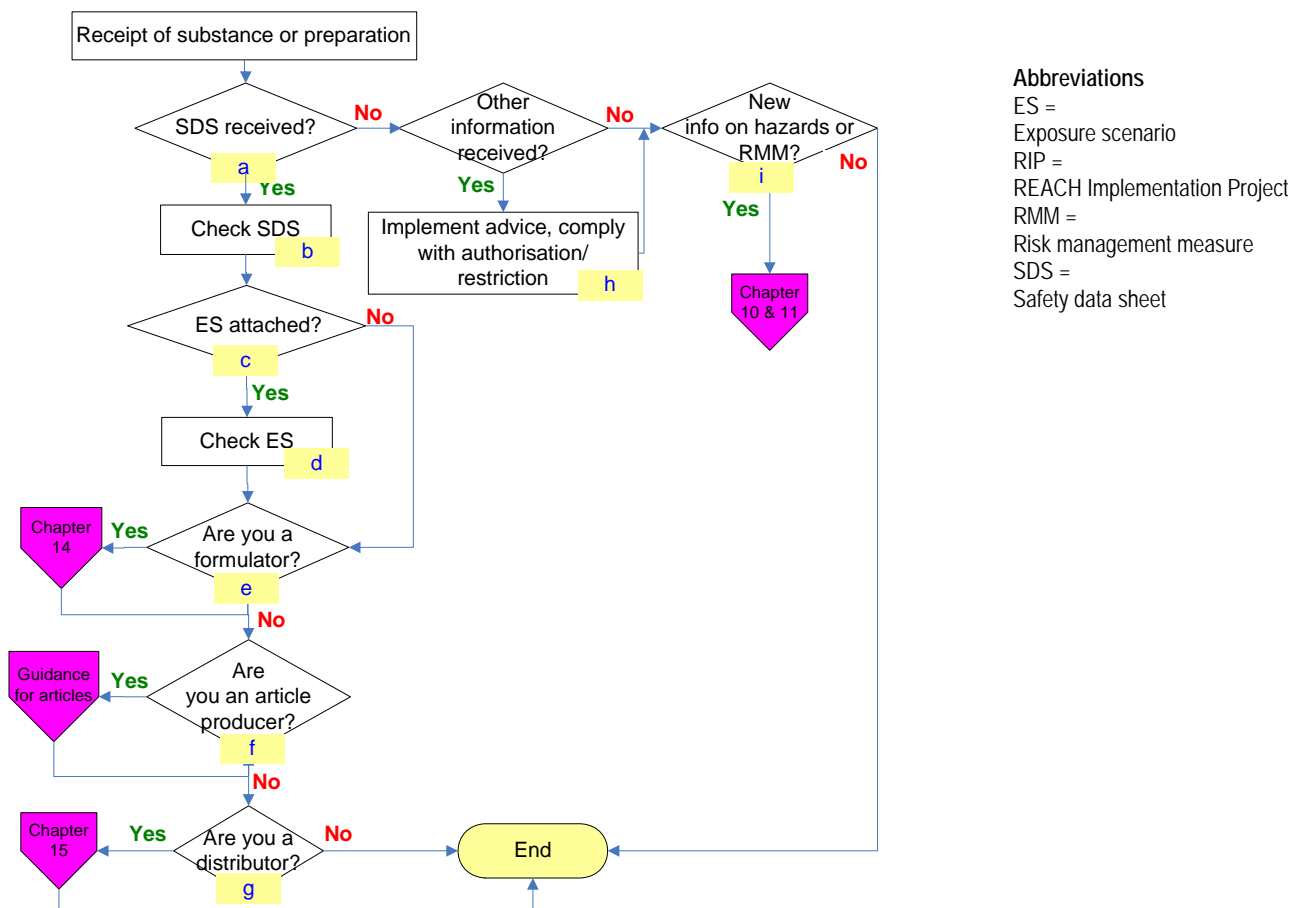 Receipt of substance or preparation
SDS received?
a
No
Yes
Other
information
received?
No
Yes
New
info on hazards or
RMM?
i
No
Yes
Check SDS
b
Implement advice, comply
with authorisation/
restriction
h
Chapter
10 & 11
ES attached?
c
No
Yes
Check ES
d
Are you a
formulator?
e
Yes
Chapter
14
No
Are
you an article
producer?
f
Yes
Guidance
for articles
No
Are you a
distributor?
g
Yes
Chapter
15
No
End
Abbreviations
ES =
Exposure scenario
RIP =
REACH Implementation Project
RMM =
Risk management measure
SDS =
Safety data sheet